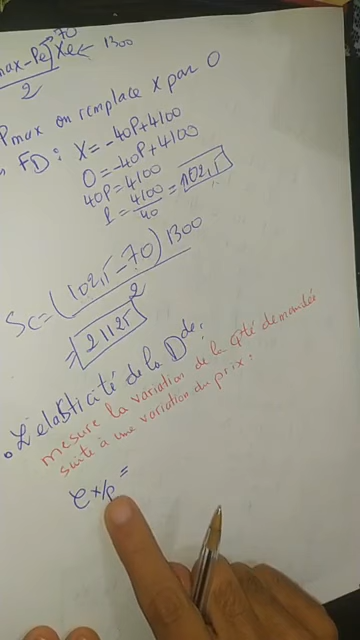 max - Pe) Xe ← 1300
70
2
Pmax on remplace X par 0
FD: X = -40P + 4100
0 = -40P + 4100
40P = 4100
P = 4100/40 = 102,5
SC = (102,5 - 70) 1300
2
= 21125
• L'elasticité de la Dde:
mesure la variation de la qté demandée
suite à une variation du prix:
e x/p =